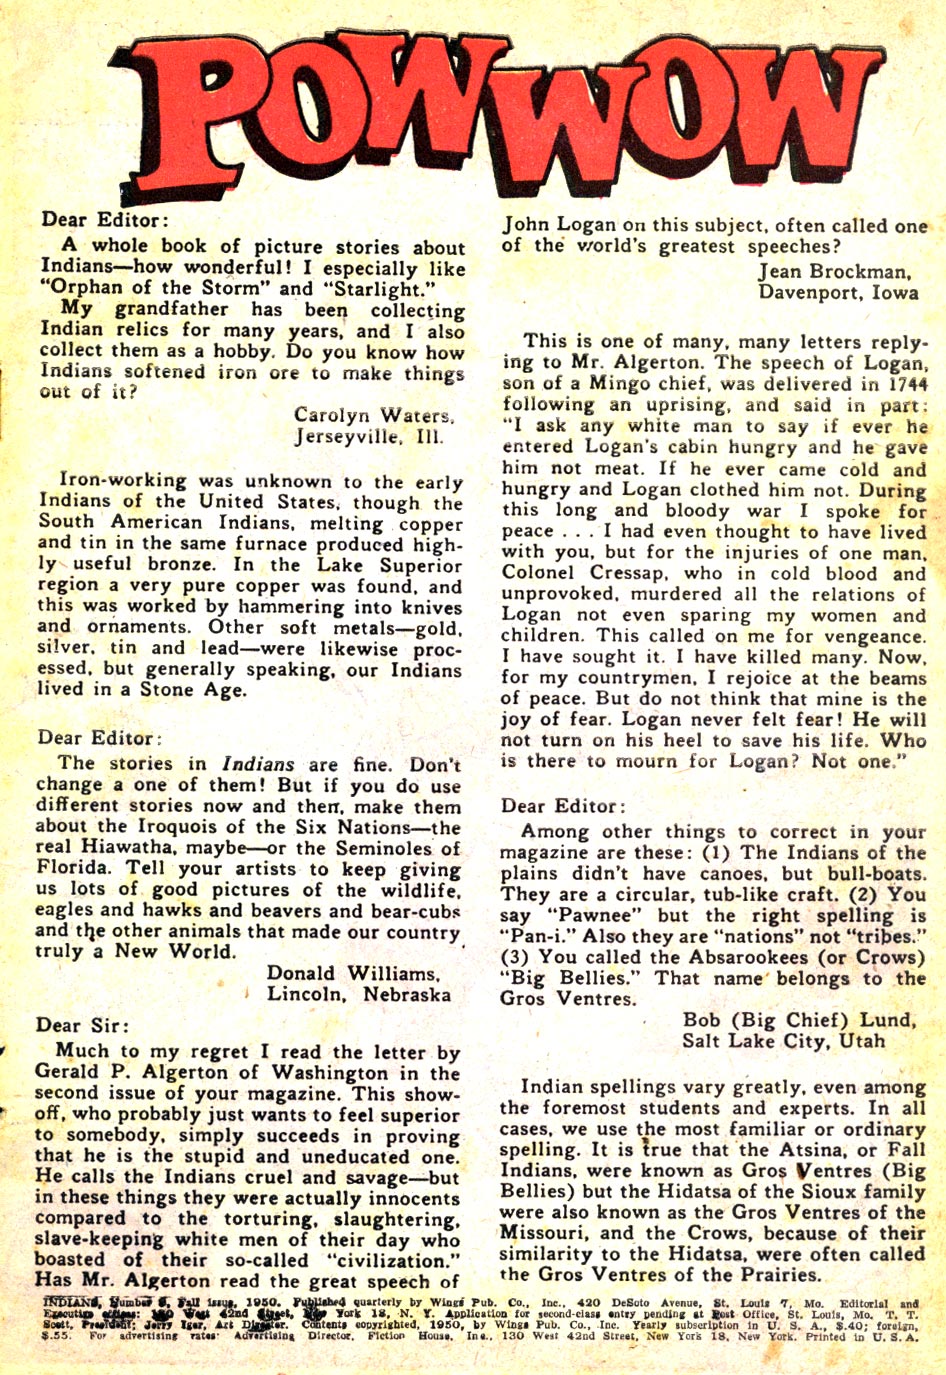 POWWOW
Dear Editor:
A whole book of picture stories about
Indians—how wonderful! I especially like
"Orphan of the Storm" and "Starlight."
My grandfather has been collecting
Indian relics for many years, and I also
collect them as a hobby. Do you know how
Indians softened iron ore to make things
out of it?
Carolyn Waters,
Jerseyville, Ill.
Iron-working was unknown to the early
Indians of the United States, though the
South American Indians, melting copper
and tin in the same furnace produced high-
ly useful bronze. In the Lake Superior
region a very pure copper was found, and
this was worked by hammering into knives
and ornaments. Other soft metals—gold,
silver, tin and lead—were likewise proc-
essed, but generally speaking, our Indians
lived in a Stone Age.
Dear Editor:
The stories in Indians are fine. Don't
change a one of them! But if you do use
different stories now and then, make them
about the Iroquois of the Six Nations—the
real Hiawatha, maybe—or the Seminoles of
Florida. Tell your artists to keep giving
us lots of good pictures of the wildlife,
eagles and hawks and beavers and bear-cubs
and the other animals that made our country
truly a New World.
Donald Williams,
Lincoln, Nebraska
Dear Sir:
Much to my regret I read the letter by
Gerald P. Algerton of Washington in the
second issue of your magazine. This show-
off, who probably just wants to feel superior
to somebody, simply succeeds in proving
that he is the stupid and uneducated one.
He calls the Indians cruel and savage—but
in these things they were actually innocents
compared to the torturing, slaughtering,
slave-keeping white men of their day who
boasted of their so-called "civilization."
Has Mr. Algerton read the great speech of
John Logan on this subject, often called one
of the world's greatest speeches?
Jean Brockman,
Davenport, Iowa
This is one of many, many letters reply-
ing to Mr. Algerton. The speech of Logan,
son of a Mingo chief, was delivered in 1744
following an uprising, and said in part:
"I ask any white man to say if ever he
entered Logan's cabin hungry and he gave
him not meat. If he ever came cold and
hungry and Logan clothed him not. During
this long and bloody war I spoke for
peace . . . I had even thought to have lived
with you, but for the injuries of one man,
Colonel Cressap, who in cold blood and
unprovoked, murdered all the relations of
Logan not even sparing my women and
children. This called on me for vengeance.
I have sought it. I have killed many. Now,
for my countrymen, I rejoice at the beams
of peace. But do not think that mine is the
joy of fear. Logan never felt fear! He will
not turn on his heel to save his life. Who
is there to mourn for Logan? Not one."
Dear Editor:
Among other things to correct in your
magazine are these: (1) The Indians of the
plains didn't have canoes, but bull-boats.
They are a circular, tub-like craft. (2) You
say "Pawnee" but the right spelling is
"Pan-i." Also they are "nations" not "tribes."
(3) You called the Absarookees (or Crows)
"Big Bellies." That name belongs to the
Gros Ventres.
Bob (Big Chief) Lund,
Salt Lake City, Utah
Indian spellings vary greatly, even among
the foremost students and experts. In all
cases, we use the most familiar or ordinary
spelling. It is true that the Atsina, or Fall
Indians, were known as Gros Ventres (Big
Bellies) but the Hidatsa of the Sioux family
were also known as the Gros Ventres of the
Missouri, and the Crows, because of their
similarity to the Hidatsa, were often called
the Gros Ventres of the Prairies.
INDIANS, Number Fall issue, 1950. Published quarterly by Wings Pub. Co., Inc., 420 DeSoto Avenue, St. Louis 7, Mo. Editorial and
Executive offices: West 42nd Street, New York 18, N. Y. Application for second-class entry pending at Post Office, St. Louis, Mo. T. T.
Scott, President; Jerry Iger, Art Director. Contents copyrighted, 1950, by Wings Pub. Co., Inc. Yearly subscription in U. S. A., $.40; foreign,
$.55. For advertising rates: Advertising Director, Fiction House, Inc., 130 West 42nd Street, New York 18, New York. Printed in U. S. A.